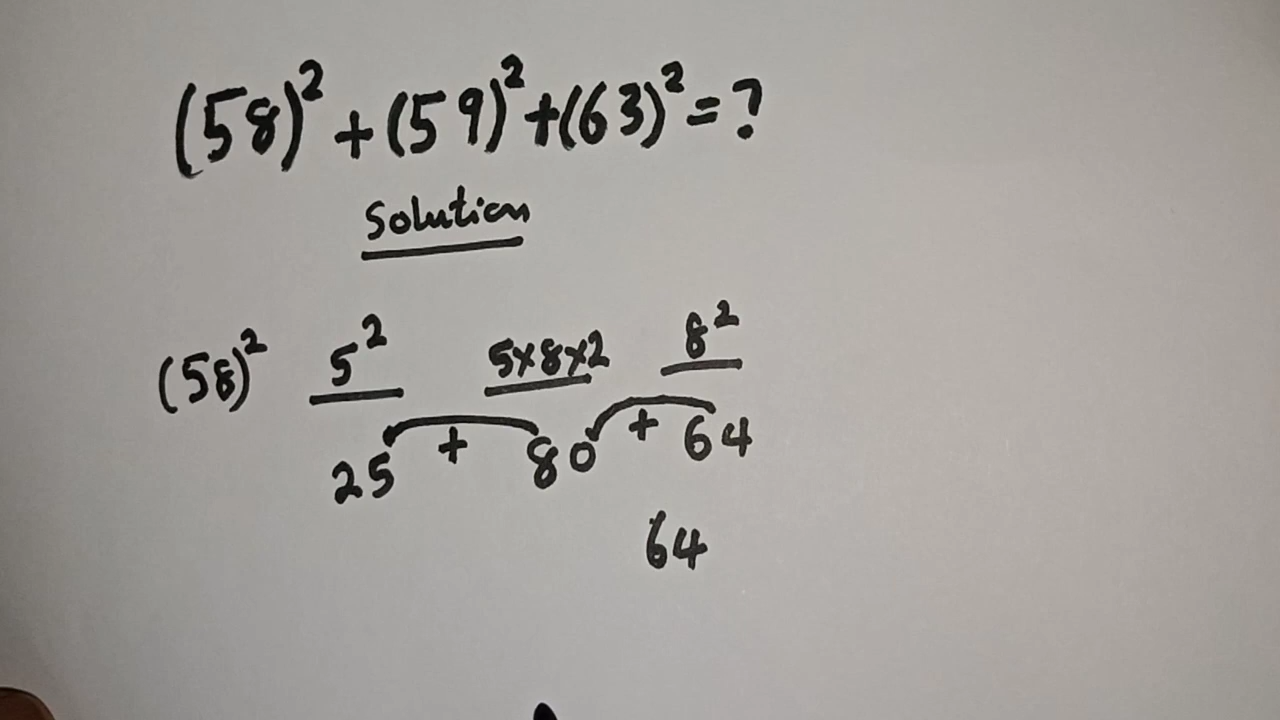 (58)² + (59)² + (63)² = ?
Solution
(58)² 5² 5×8×2 8²
25 + 80 + 64
64